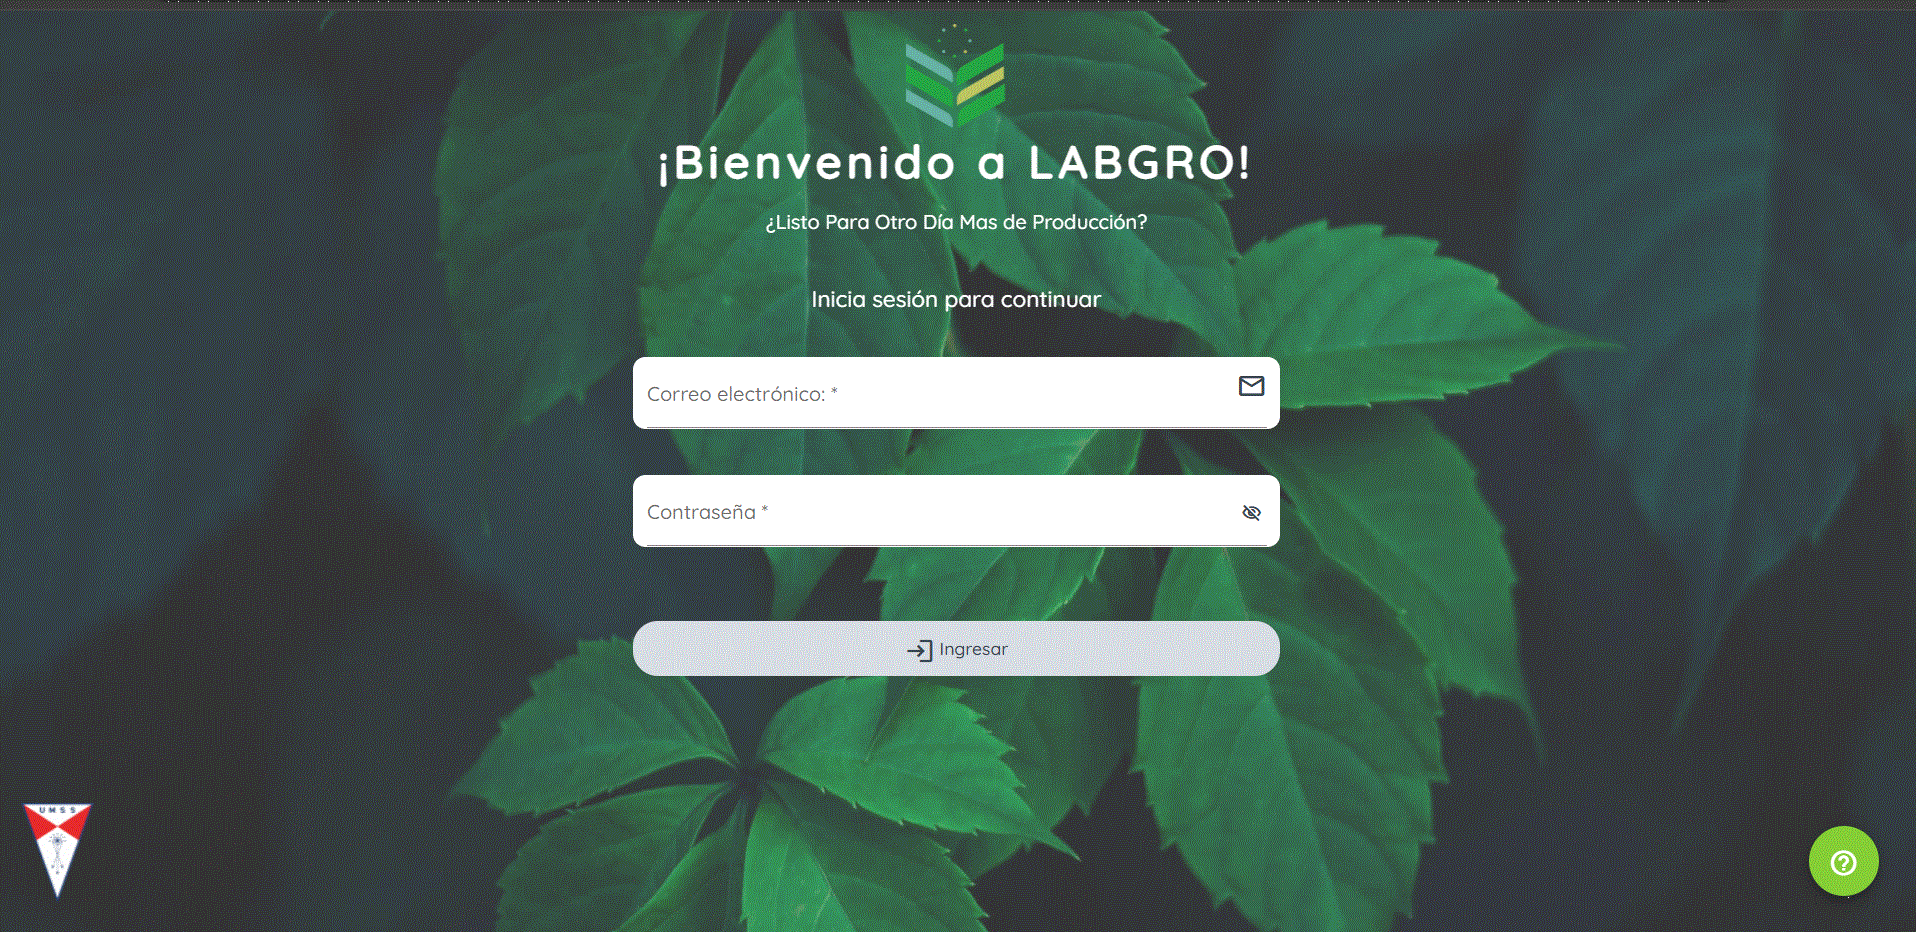 ¡Bienvenido a LABGRO!
¿Listo Para Otro Día Mas de Producción?
Inicia sesión para continuar
Correo electrónico: *
Contraseña *
Ingresar
UMSS